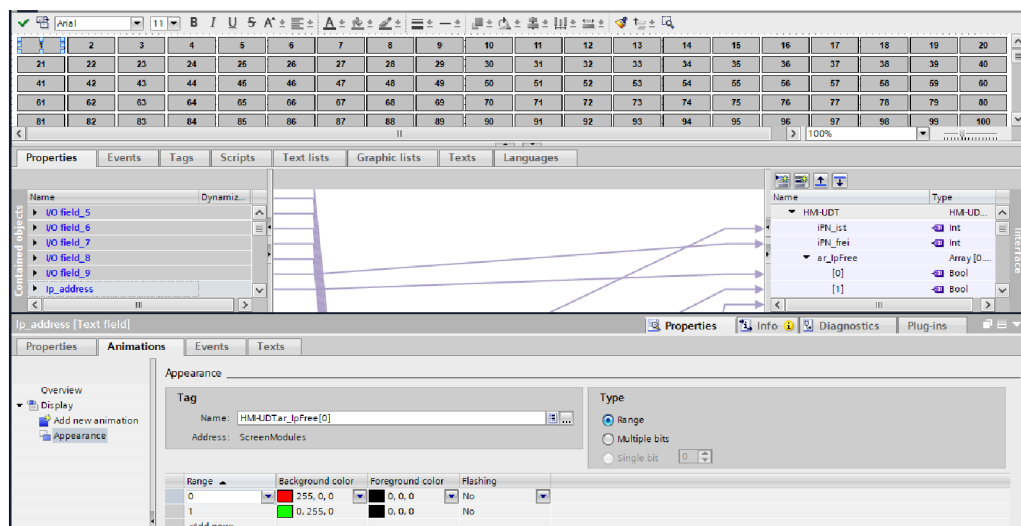 Arial 11 B I U S A
1 2 3 4 5 6 7 8 9 10 11 12 13 14 15 16 17 18 19 20
21 22 23 24 25 26 27 28 29 30 31 32 33 34 35 36 37 38 39 40
41 42 43 44 45 46 47 48 49 50 51 52 53 54 55 56 57 58 59 60
61 62 63 64 65 66 67 68 69 70 71 72 73 74 75 76 77 78 79 80
81 82 83 84 85 86 87 88 89 90 91 92 93 94 95 96 97 98 99 100
100%
Properties Events Tags Scripts Text lists Graphic lists Texts Languages
Name Dynamiz... Name Type
I/O field_5 HMI-UDT HMI-UD...
I/O field_6 iPN_ist Int
I/O field_7 iPN_frei Int
I/O field_8 ar_IpFree Array [0....
I/O field_9 [0] Bool
Ip_address [1] Bool
Contained objects
Interface
Ip_address [Text field] Properties Info Diagnostics Plug-ins
Properties Animations Events Texts
Appearance
Overview
Display
Add new animation
Appearance
Tag
Name: HMI-UDT.ar_IpFree[0] ...
Address: ScreenModules
Type
Range
Multiple bits
Single bit 0
Range Background color Foreground color Flashing
0 255, 0, 0 0, 0, 0 No
1 0, 255, 0 0, 0, 0 No